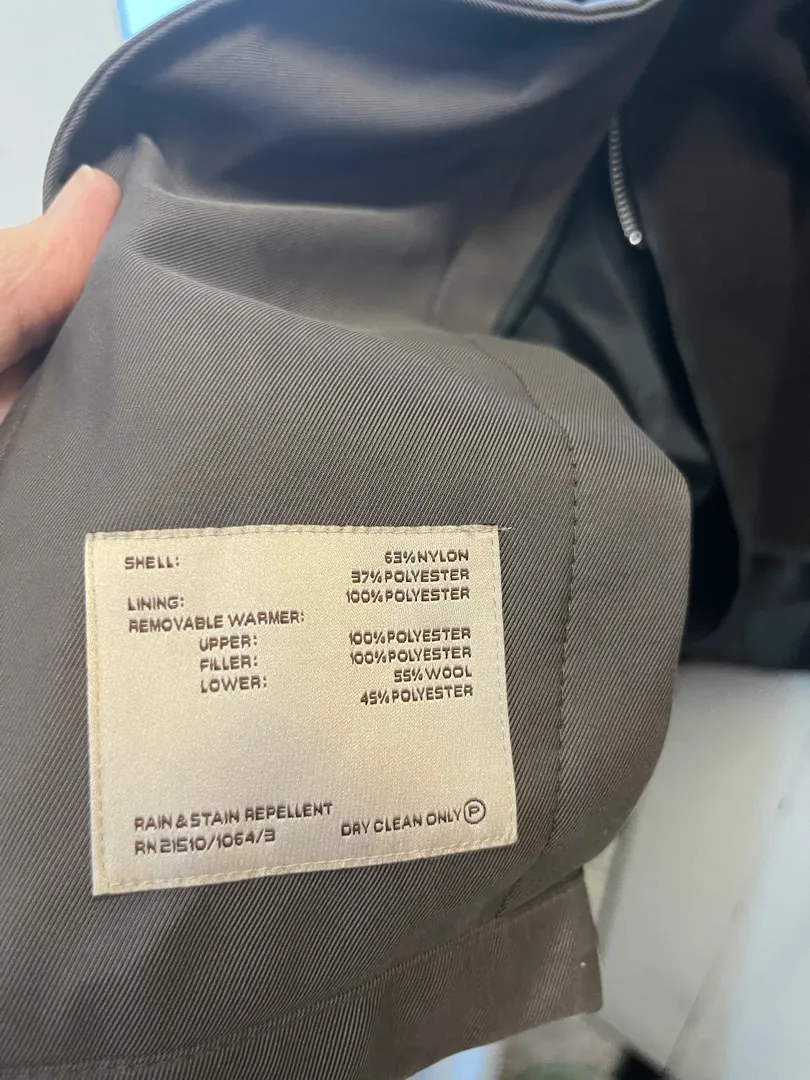 SHELL: 63% NYLON
37% POLYESTER
LINING: 100% POLYESTER
REMOVABLE WARMER:
UPPER: 100% POLYESTER
FILLER: 100% POLYESTER
LOWER: 55% WOOL
45% POLYESTER
RAIN & STAIN REPELLENT
DRY CLEAN ONLY P
RN 21510/1064/3